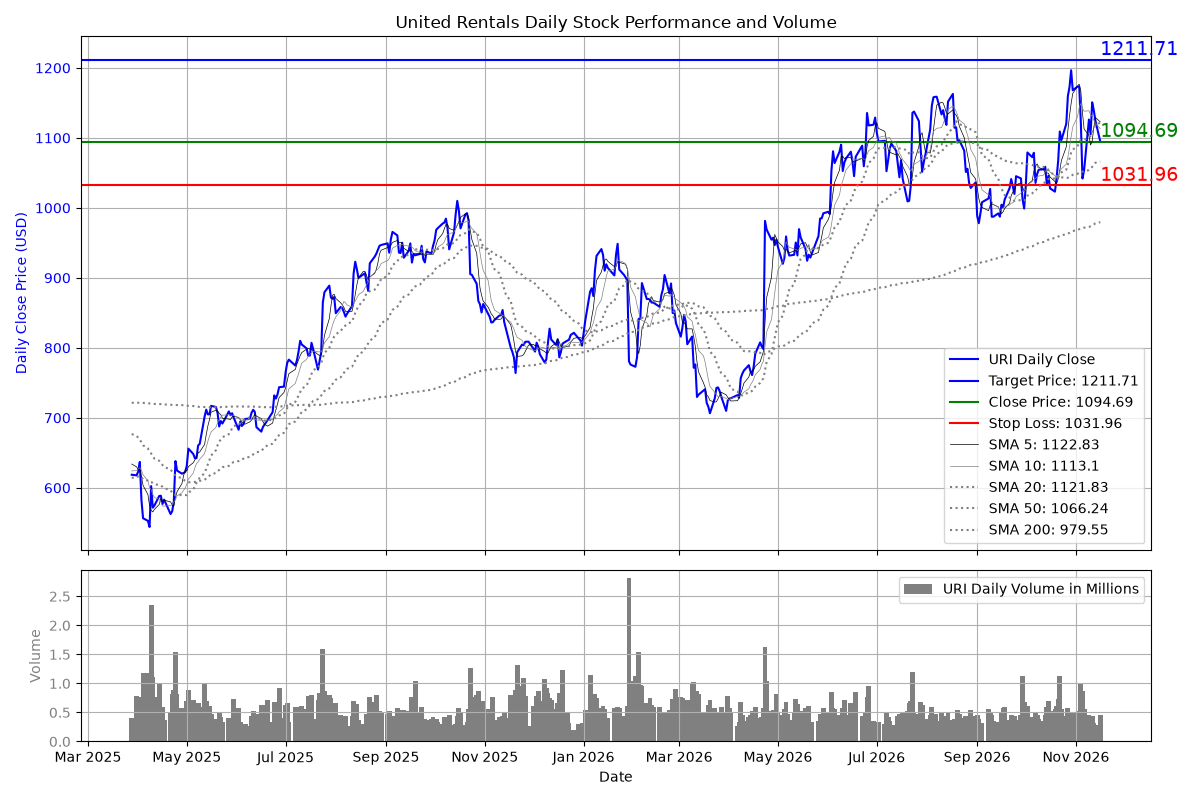 United Rentals Daily Stock Performance and Volume
1211.71
1200
1100
1094.69
1031.96
1000
900
800
700
600
Daily Close Price (USD)
URI Daily Close
Target Price: 1211.71
Close Price: 1094.69
Stop Loss: 1031.96
SMA 5: 1122.83
SMA 10: 1113.1
SMA 20: 1121.83
SMA 50: 1066.24
SMA 200: 979.55
URI Daily Volume in Millions
2.5
2.0
1.5
1.0
0.5
0.0
Volume
Mar 2025 May 2025 Jul 2025 Sep 2025 Nov 2025 Jan 2026 Mar 2026 May 2026 Jul 2026 Sep 2026 Nov 2026
Date